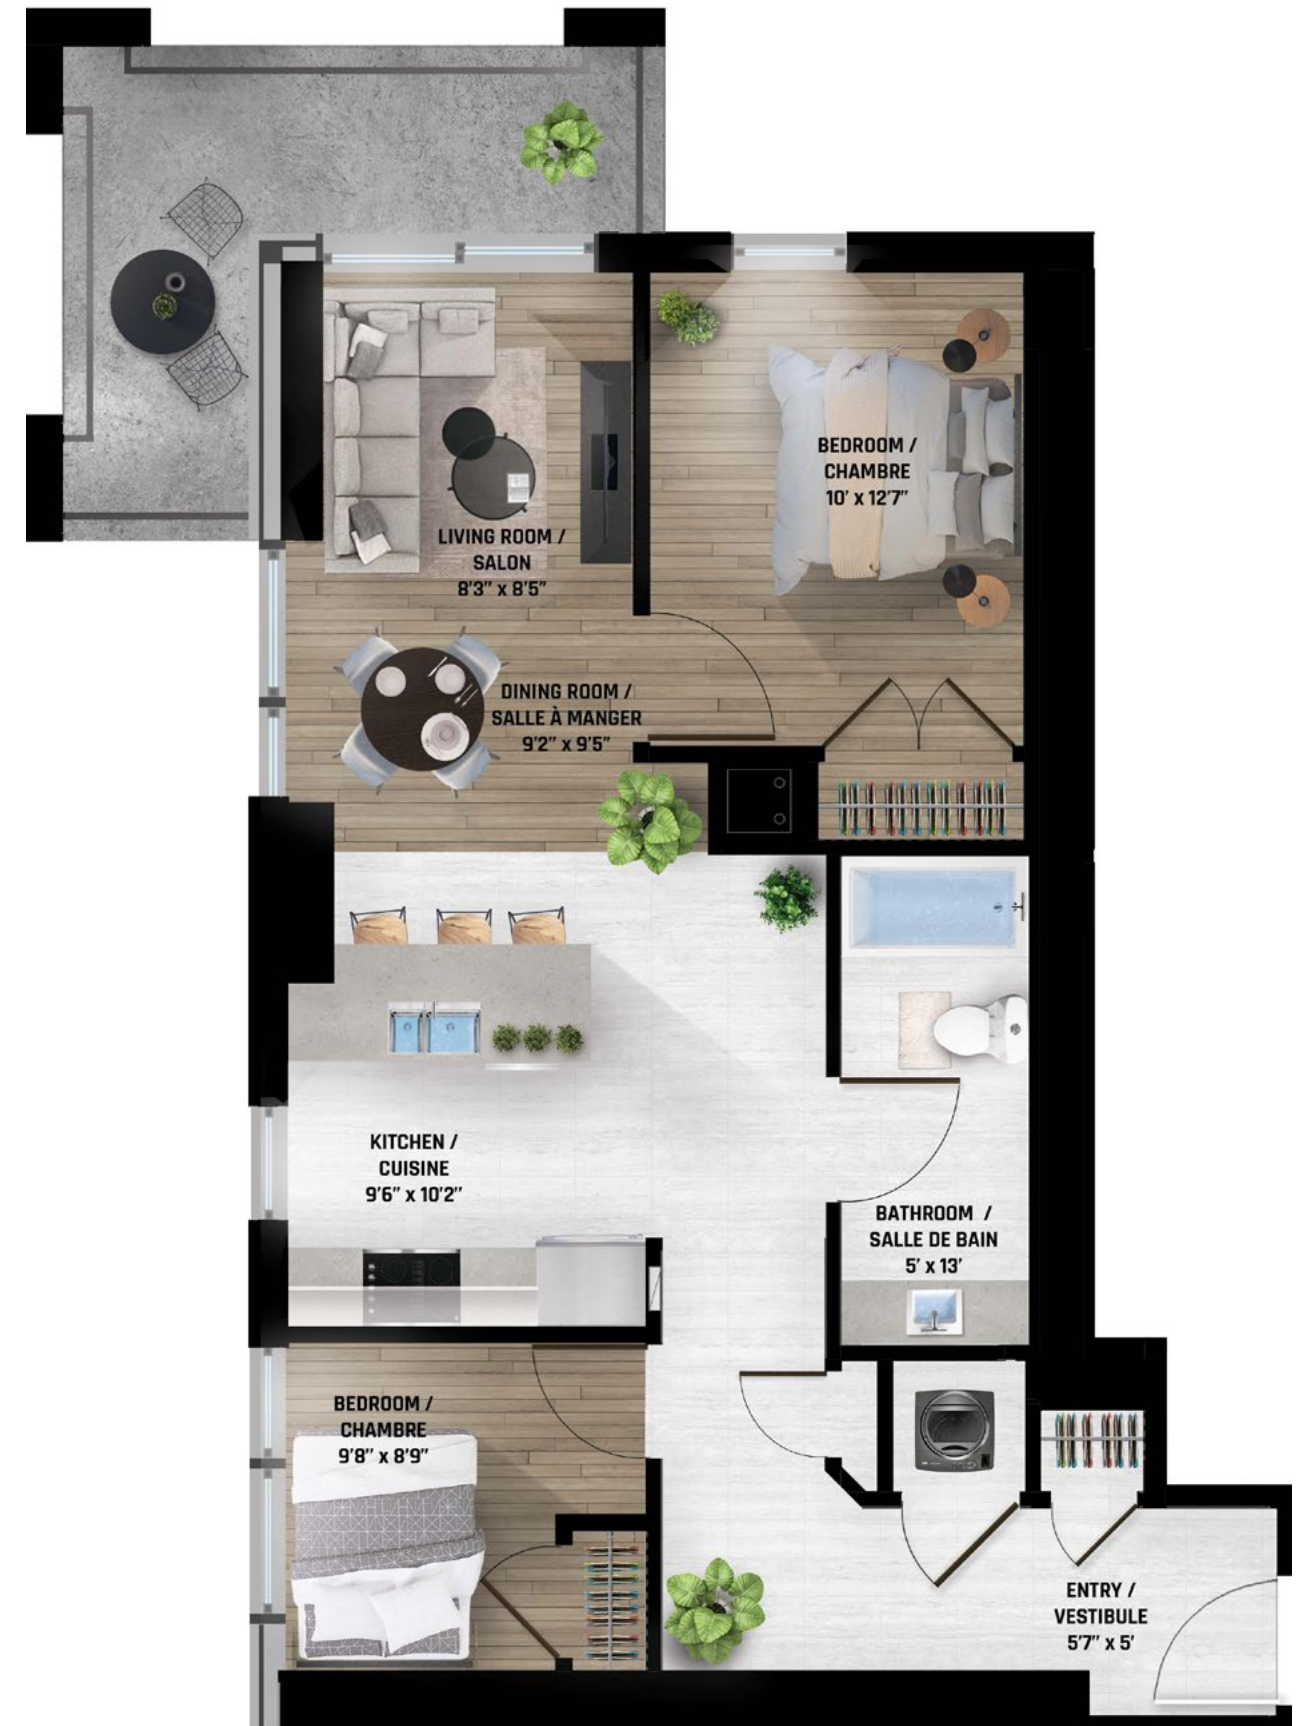 BEDROOM /
CHAMBRE
10' x 12'7"
LIVING ROOM /
SALON
8'3" x 8'5"
DINING ROOM /
SALLE À MANGER
9'2" x 9'5"
KITCHEN /
CUISINE
9'6" x 10'2"
BATHROOM /
SALLE DE BAIN
5' x 13'
BEDROOM /
CHAMBRE
9'8" x 8'9"
ENTRY /
VESTIBULE
5'7" x 5'